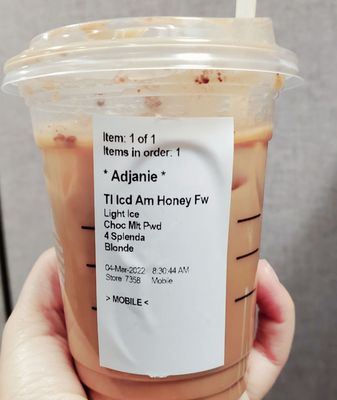 Item: 1 of 1
Items in order: 1
* Adjanie *
Tl Icd Am Honey Fw
Light Ice
Choc Mlt Pwd
4 Splenda
Blonde
04-Mar-2022 8:30:44 AM
Store 7358 Mobile
> MOBILE <